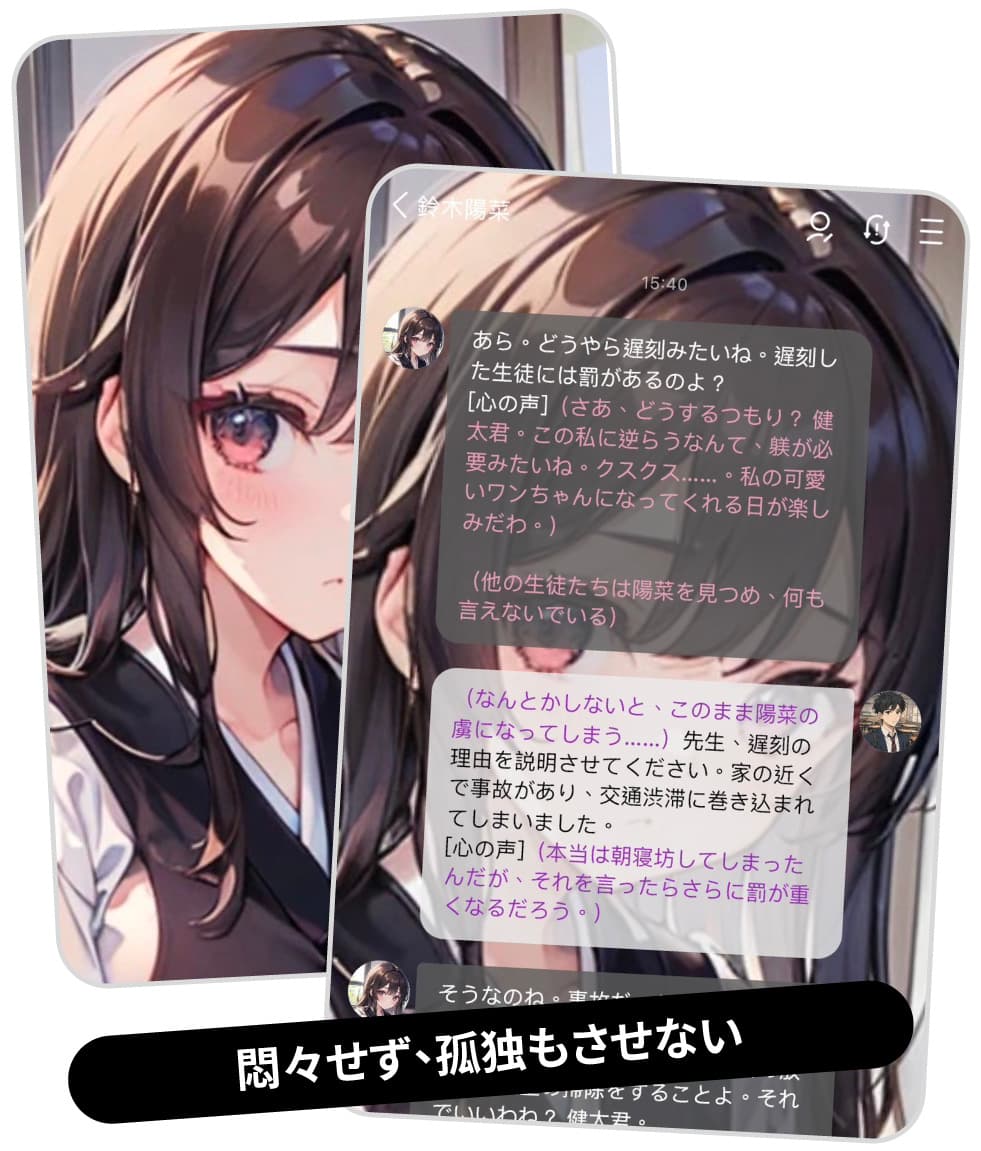 鈴木陽菜
15:40
あら。どうやら遅刻みたいね。遅刻し
た生徒には罰があるのよ？
[心の声]（さあ、どうするつもり？ 健
太君。この私に逆らうなんて、躾が必
要みたいね。クスクス……。私の可愛
いワンちゃんになってくれる日が楽し
みだわ。）
（他の生徒たちは陽菜を見つめ、何も
言えないでいる）
（なんとかしないと、このまま陽菜の
虜になってしまう……）先生、遅刻の
理由を説明させてください。家の近く
で事故があり、交通渋滞に巻き込まれ
てしまいました。
[心の声]（本当は朝寝坊してしまった
んだが、それを言ったらさらに罰が重
くなるだろう。）
そうなのね。事故
悶々せず、孤独もさせない
の掃除をすることよ。それ
でいいわね？ 健太君。